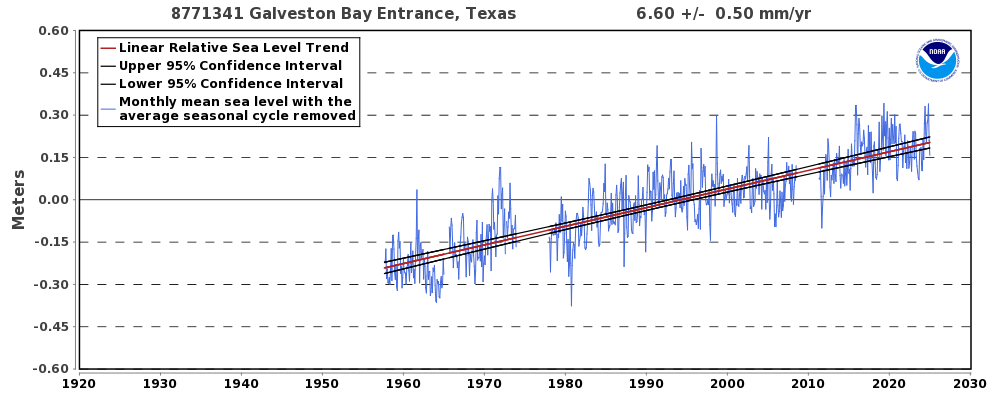 8771341 Galveston Bay Entrance, Texas 6.60 +/- 0.50 mm/yr
Linear Relative Sea Level Trend
Upper 95% Confidence Interval
Lower 95% Confidence Interval
Monthly mean sea level with the
average seasonal cycle removed
NOAA
Meters
0.60
0.45
0.30
0.15
0.00
-0.15
-0.30
-0.45
-0.60
1920 1930 1940 1950 1960 1970 1980 1990 2000 2010 2020 2030